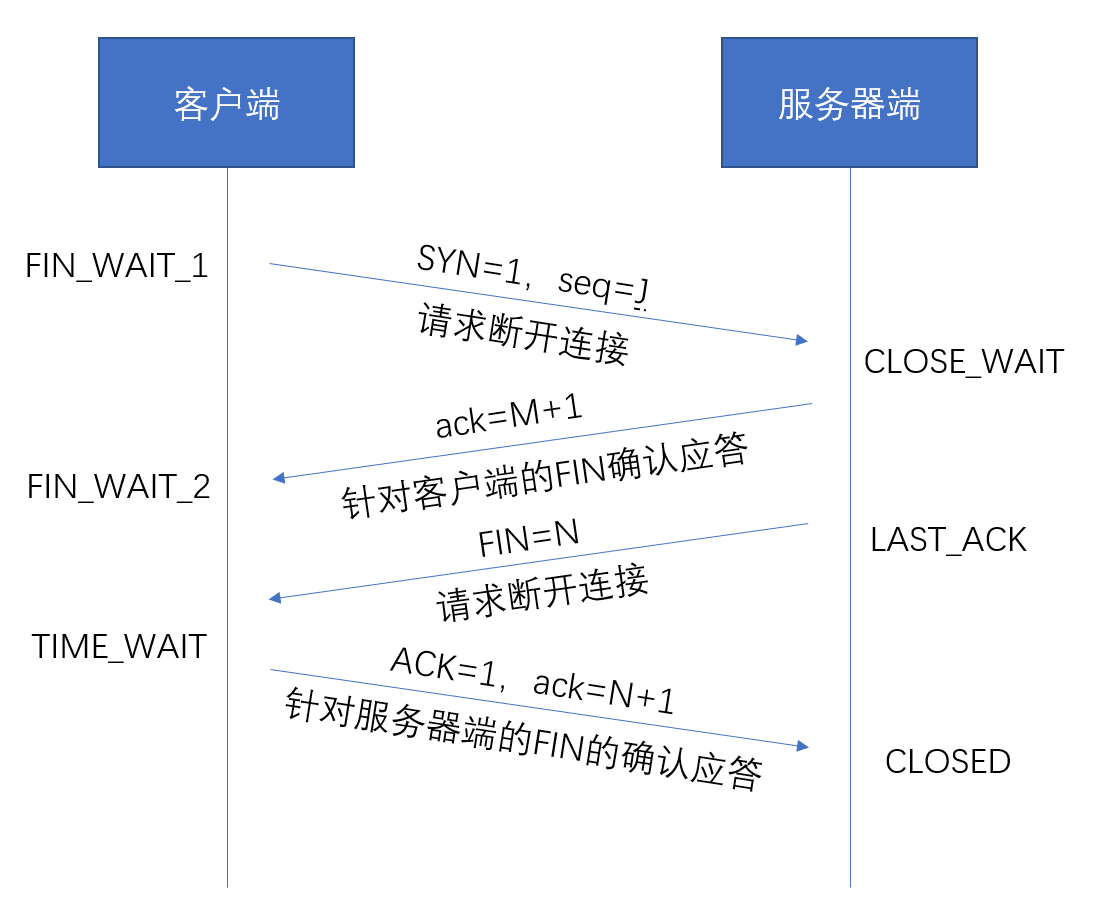 客户端
服务器端
FIN_WAIT_1
SYN=1，seq=J
请求断开连接
CLOSE_WAIT
ack=M+1
针对客户端的FIN确认应答
FIN_WAIT_2
FIN=N
请求断开连接
LAST_ACK
TIME_WAIT
ACK=1，ack=N+1
针对服务器端的FIN的确认应答
CLOSED